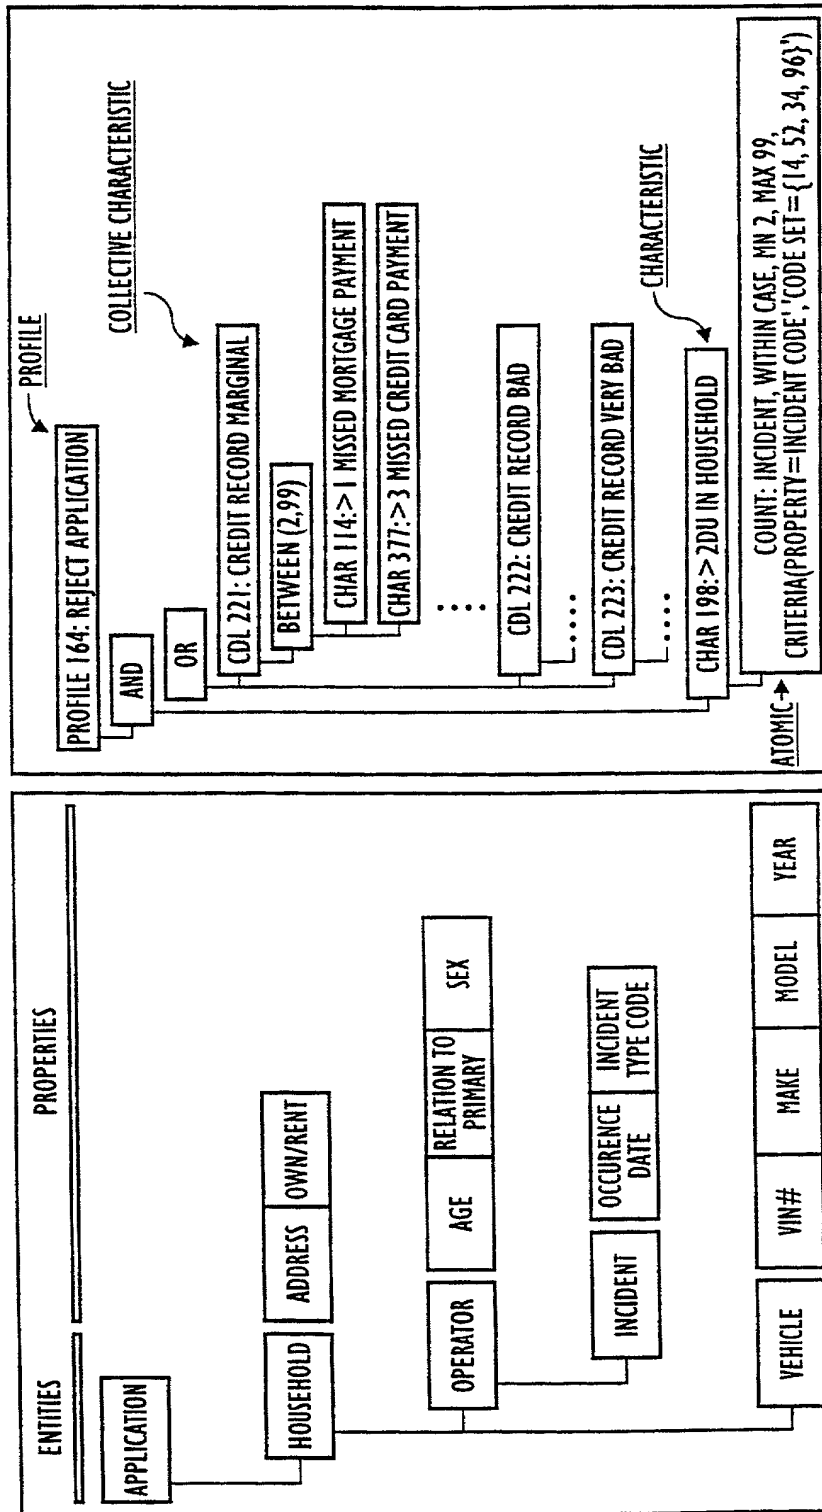 ENTITIES
PROPERTIES
APPLICATION
HOUSEHOLD
ADDRESS
OWN/RENT
OPERATOR
AGE
RELATION TO
PRIMARY
SEX
INCIDENT
OCCURENCE
DATE
INCIDENT
TYPE CODE
VEHICLE
VIN#
MAKE
MODEL
YEAR
PROFILE
PROFILE 164: REJECT APPLICATION
AND
OR
COLLECTIVE CHARACTERISTIC
CDL 221: CREDIT RECORD MARGINAL
BETWEEN (2,99)
CHAR 114:> 1 MISSED MORTGAGE PAYMENT
CHAR 377:>3 MISSED CREDIT CARD PAYMENT
CDL 222: CREDIT RECORD BAD
CDL 223: CREDIT RECORD VERY BAD
CHARACTERISTIC
CHAR 198:> 2DU IN HOUSEHOLD
ATOMIC
COUNT: INCIDENT, WITHIN CASE, MN 2, MAX 99,
CRITERIA(PROPERTY=INCIDENT CODE','CODE SET={14, 52, 34, 96}')